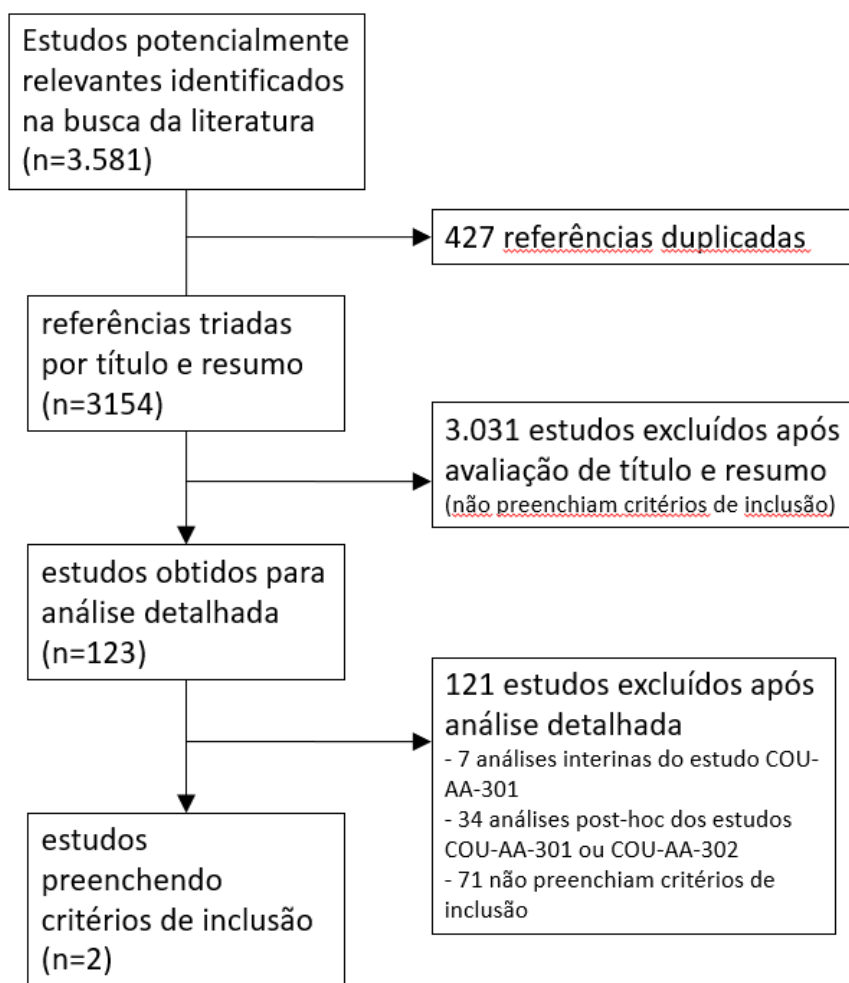 Estudos potencialmente
relevantes identificados
na busca da literatura
(n=3.581)
427 referências duplicadas
referências triadas
por título e resumo
(n=3154)
3.031 estudos excluídos após
avaliação de título e resumo
(não preenchiam critérios de inclusão)
estudos obtidos para
análise detalhada
(n=123)
121 estudos excluídos após
análise detalhada
- 7 análises interinas do estudo COU-
AA-301
- 34 análises post-hoc dos estudos
COU-AA-301 ou COU-AA-302
- 71 não preenchiam critérios de
inclusão
estudos
preenchendo
critérios de inclusão
(n=2)